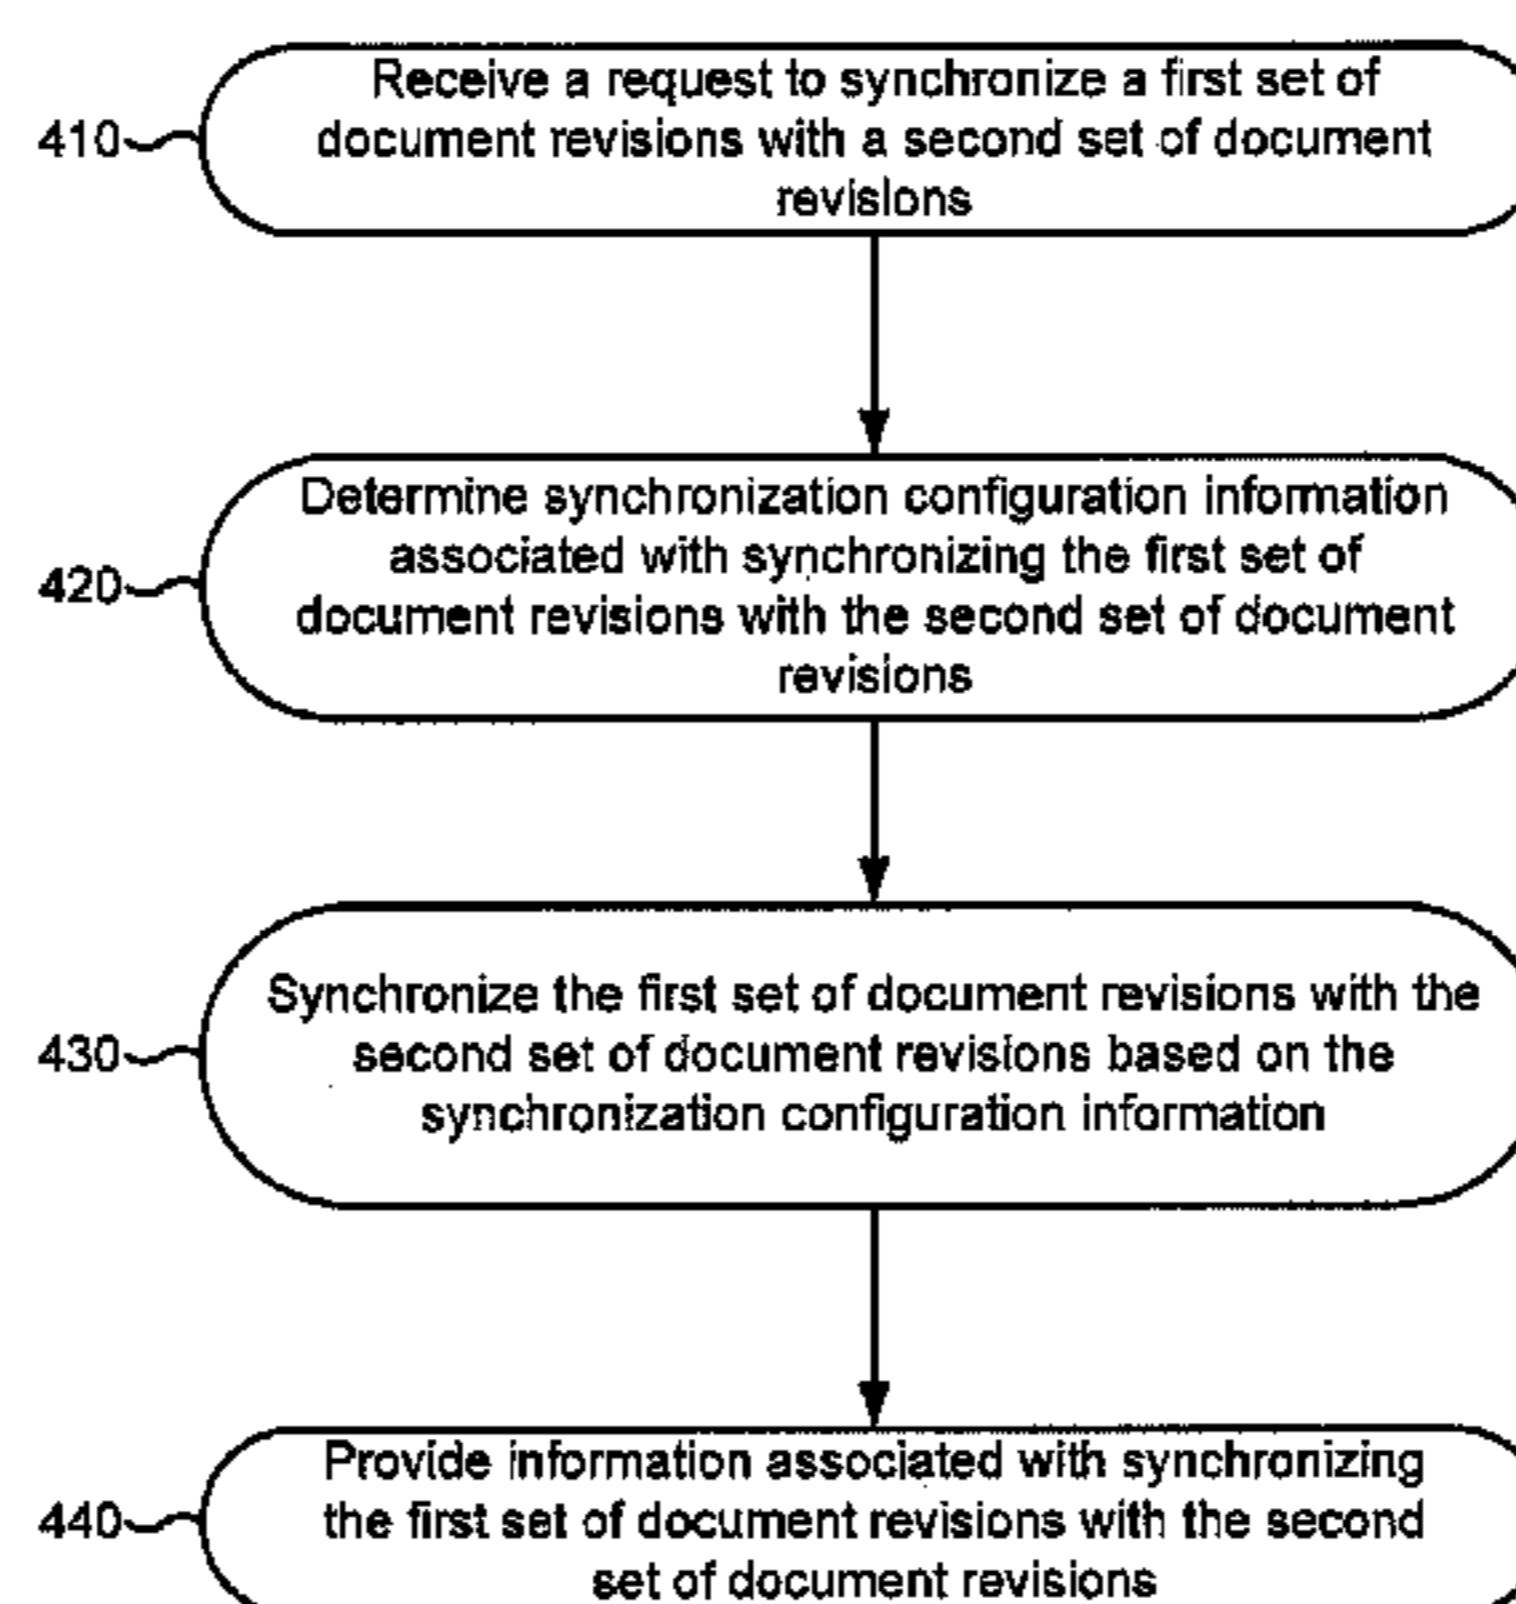 Receive a request to synchronize a first set of
410 document revisions with a second set of document
revisions
Determine synchronization configuration information
associated with synchronizing the first set of
420
document revisions with the second set of document
revisions
Synchronize the first set of document revisions with the
430 second set of document revisions based on the
synchronization configuration information
Provide information associated with synchronizing
440 the first set of document revisions with the second
set of document revisions